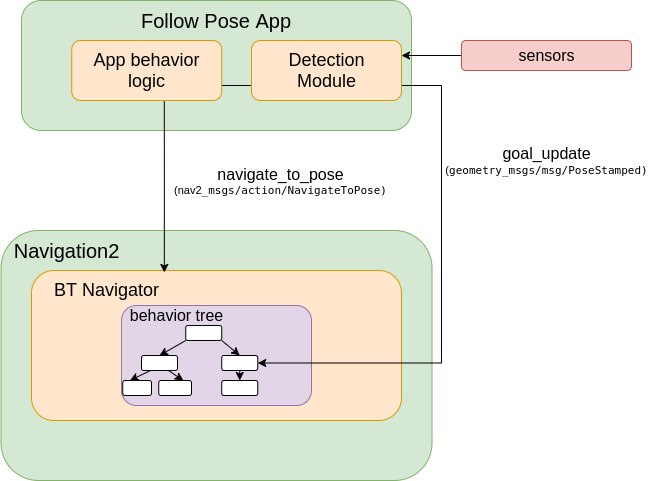 Follow Pose App
App behavior
logic
Detection
Module
sensors
goal_update
(geometry_msgs/msg/PoseStamped)
navigate_to_pose
(nav2_msgs/action/NavigateToPose)
Navigation2
BT Navigator
behavior tree